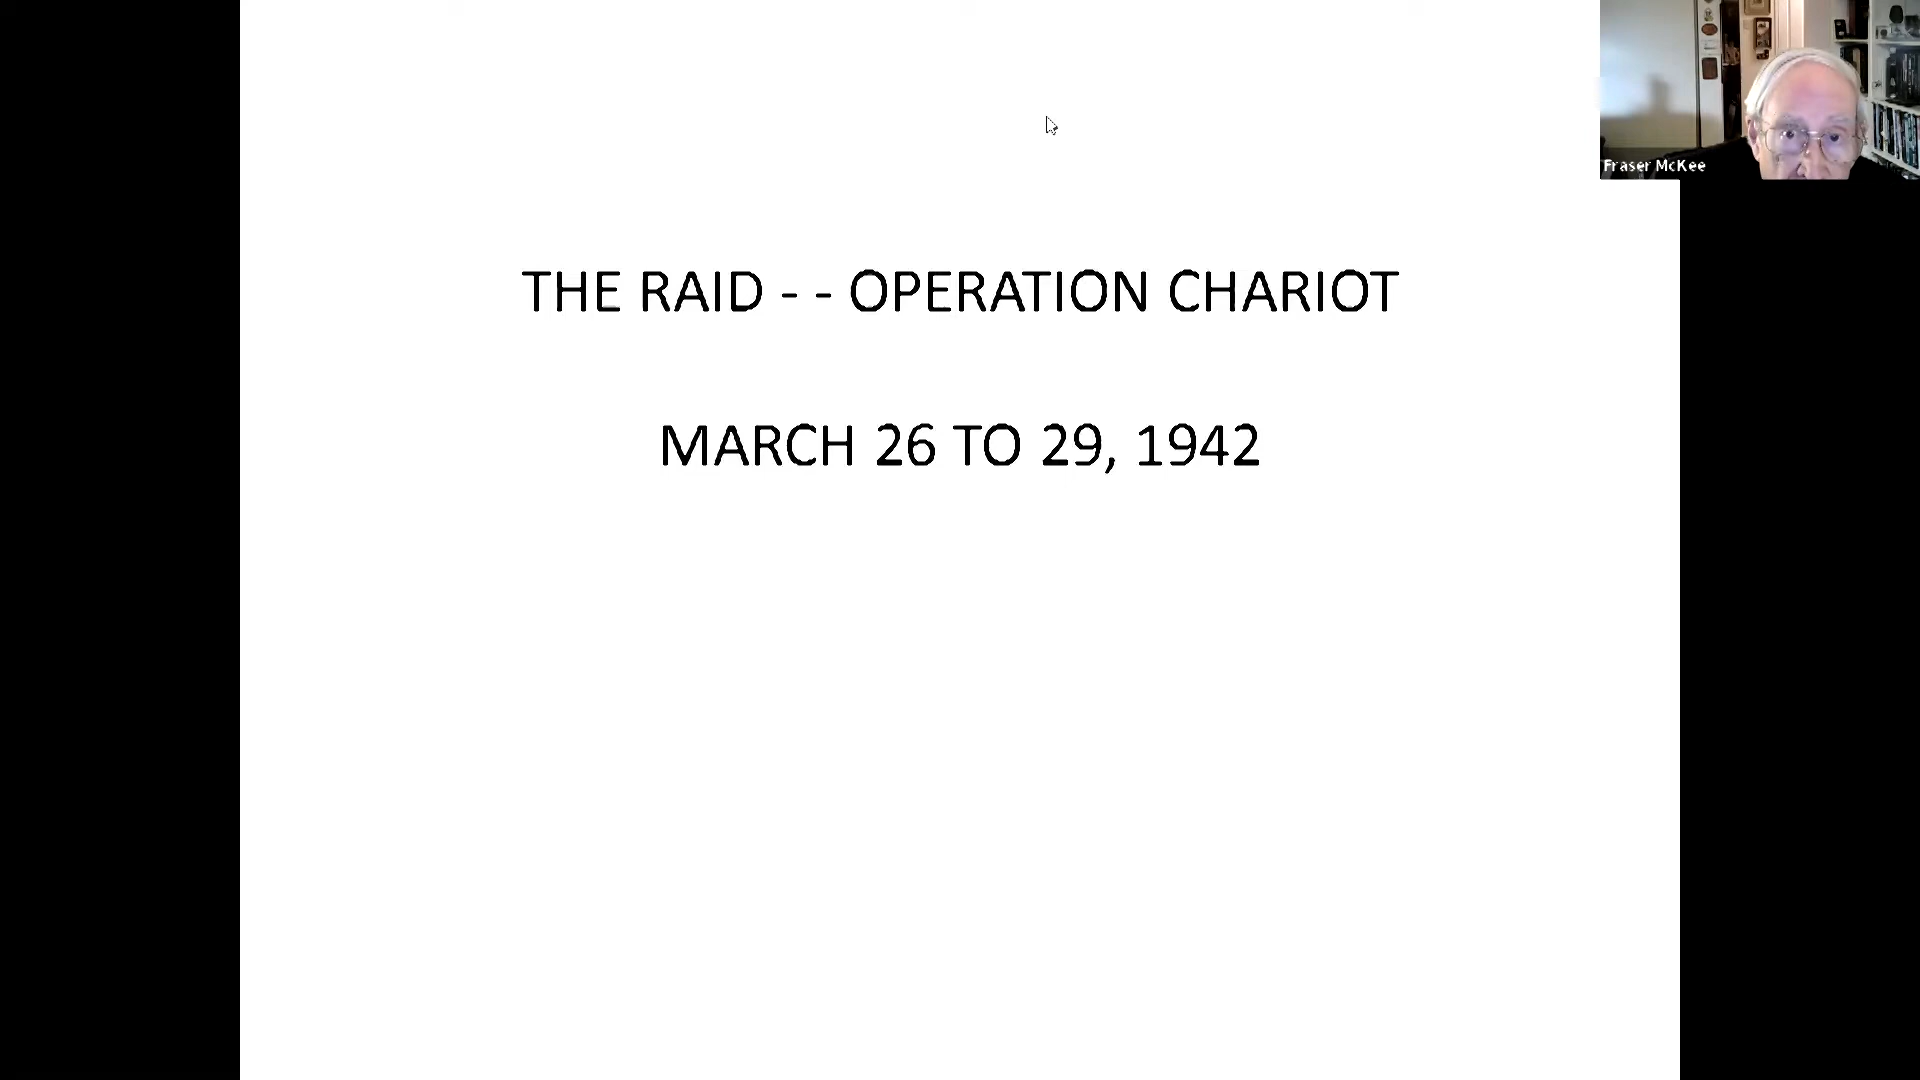 THE RAID - - OPERATION CHARIOT
MARCH 26 TO 29, 1942
Fraser McKee